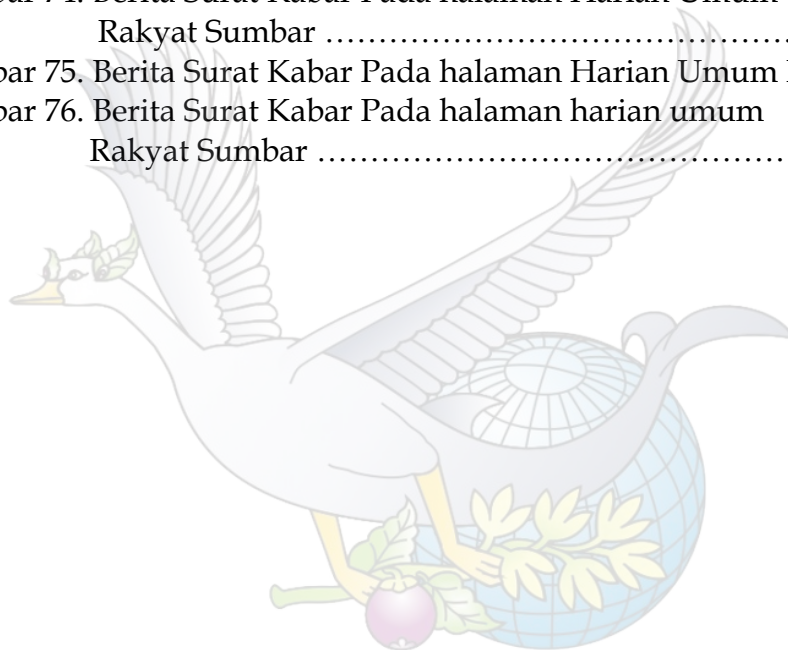 Rakyat Sumbar ………………………………………
bar 75. Berita Surat Kabar Pada halaman Harian Umum
bar 76. Berita Surat Kabar Pada halaman harian umum
Rakyat Sumbar ………………………………………